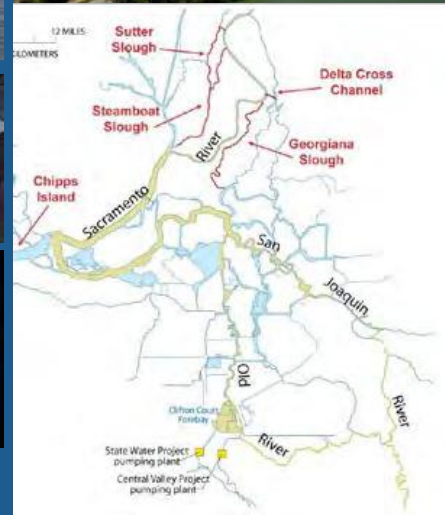 12 MILES
KILOMETERS
Sutter
Slough
Steamboat
Slough
Delta Cross
Channel
Georgiana
Slough
River
Sacramento
Chipps
Island
San
Joaquin
River
Old
River
Clifton Court
Forebay
State Water Project
pumping plant
Central Valley Project
pumping plant